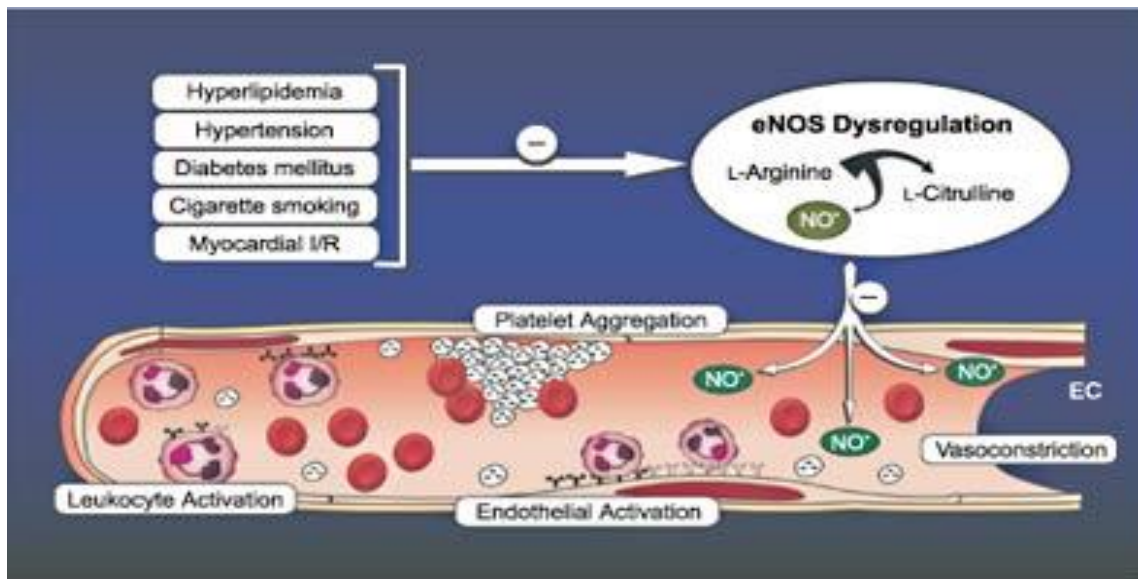 Hyperlipidemia
Hypertension
Diabetes mellitus
Cigarette smoking
Myocardial I/R
−
eNOS Dysregulation
L-Arginine
L-Citrulline
NO•
−
Platelet Aggregation
NO•
NO•
EC
NO•
Vasoconstriction
Leukocyte Activation
Endothelial Activation